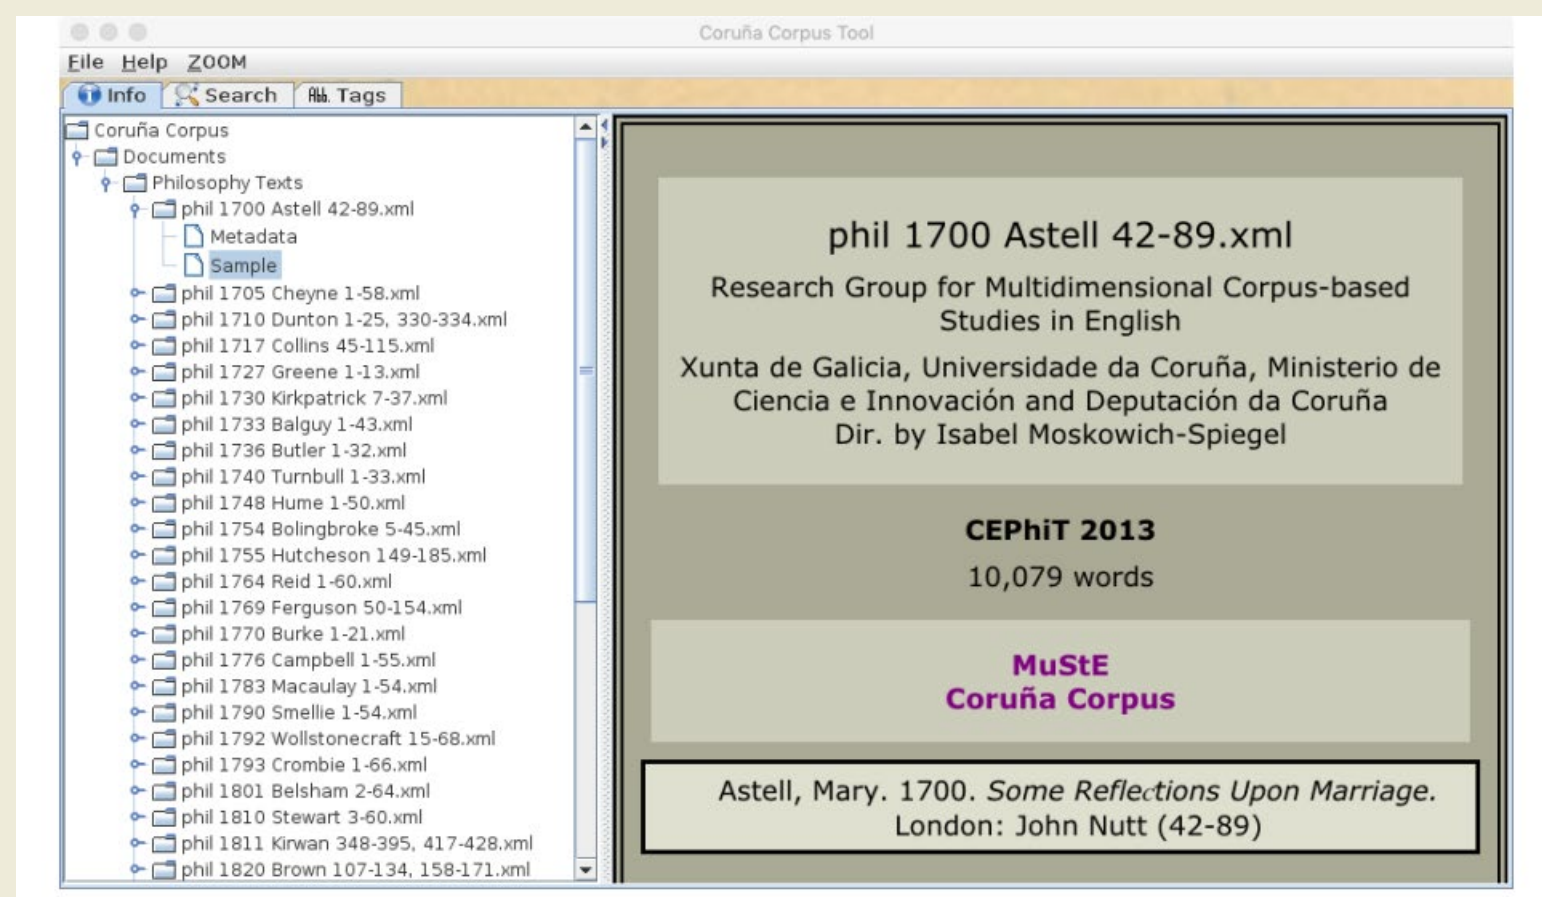 Coruña Corpus Tool
File Help ZOOM
Info Search Abb. Tags
Coruña Corpus
Documents
Philosophy Texts
phil 1700 Astell 42-89.xml
Metadata
Sample
phil 1705 Cheyne 1-58.xml
phil 1710 Dunton 1-25, 330-334.xml
phil 1717 Collins 45-115.xml
phil 1727 Greene 1-13.xml
phil 1730 Kirkpatrick 7-37.xml
phil 1733 Balguy 1-43.xml
phil 1736 Butler 1-32.xml
phil 1740 Turnbull 1-33.xml
phil 1748 Hume 1-50.xml
phil 1754 Bolingbroke 5-45.xml
phil 1755 Hutcheson 149-185.xml
phil 1764 Reid 1-60.xml
phil 1769 Ferguson 50-154.xml
phil 1770 Burke 1-21.xml
phil 1776 Campbell 1-55.xml
phil 1783 Macaulay 1-54.xml
phil 1790 Smellie 1-54.xml
phil 1792 Wollstonecraft 15-68.xml
phil 1793 Crombie 1-66.xml
phil 1801 Belsham 2-64.xml
phil 1810 Stewart 3-60.xml
phil 1811 Kirwan 348-395, 417-428.xml
phil 1820 Brown 107-134, 158-171.xml
phil 1700 Astell 42-89.xml
Research Group for Multidimensional Corpus-based
Studies in English
Xunta de Galicia, Universidade da Coruña, Ministerio de
Ciencia e Innovación and Deputación da Coruña
Dir. by Isabel Moskowich-Spiegel
CEPhiT 2013
10,079 words
MuStE
Coruña Corpus
Astell, Mary. 1700. Some Reflections Upon Marriage.
London: John Nutt (42-89)